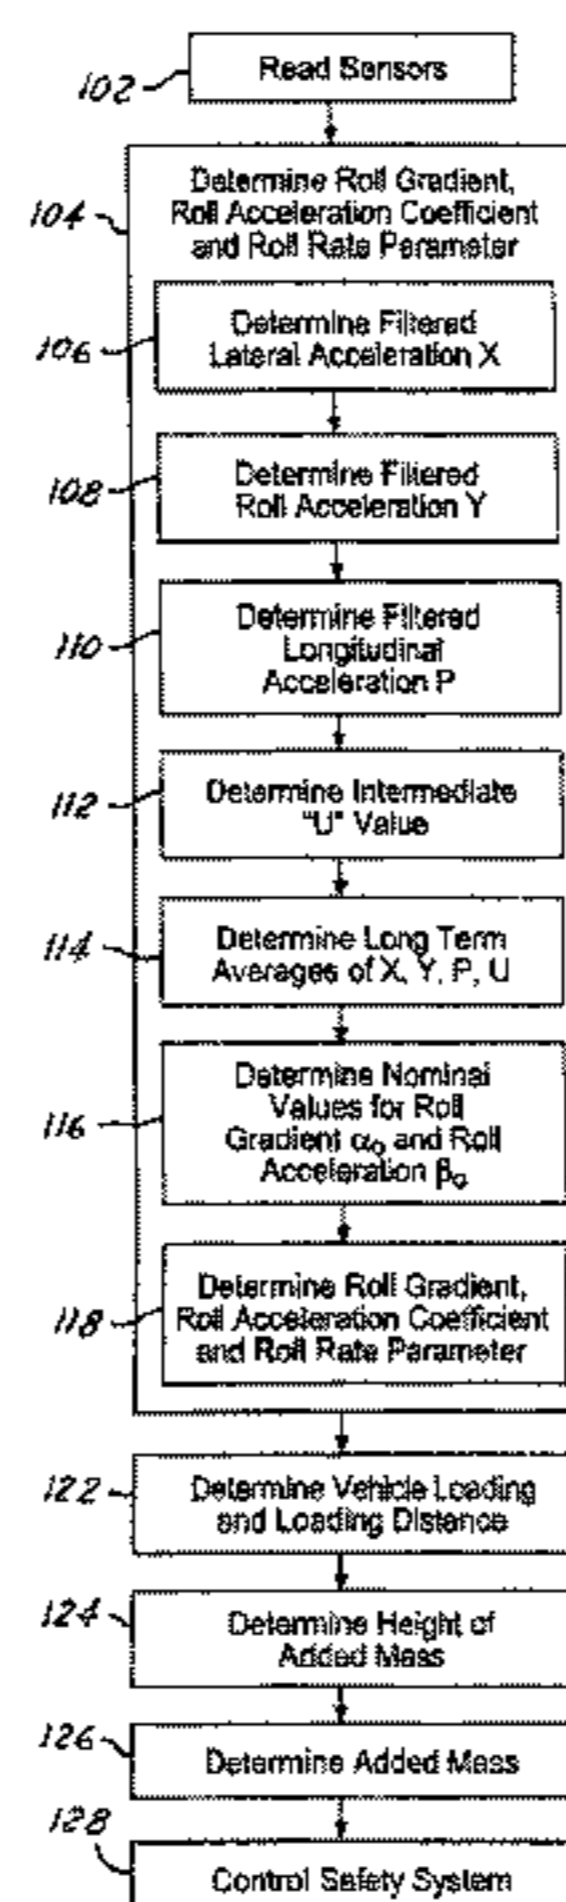 102
Read Sensors
104
Determine Roll Gradient,
Roll Acceleration Coefficient
and Roll Rate Parameter
106
Determine Filtered
Lateral Acceleration X
108
Determine Filtered
Roll Acceleration Y
110
Determine Filtered
Longitudinal
Acceleration P
112
Determine Intermediate
"U" Value
114
Determine Long Term
Averages of X, Y, P, U
116
Determine Nominal
Values for Roll
Gradient α₀ and Roll
Acceleration β₀
118
Determine Roll Gradient,
Roll Acceleration Coefficient
and Roll Rate Parameter
122
Determine Vehicle Loading
and Loading Distance
124
Determine Height of
Added Mass
126
Determine Added Mass
128
Control Safety System